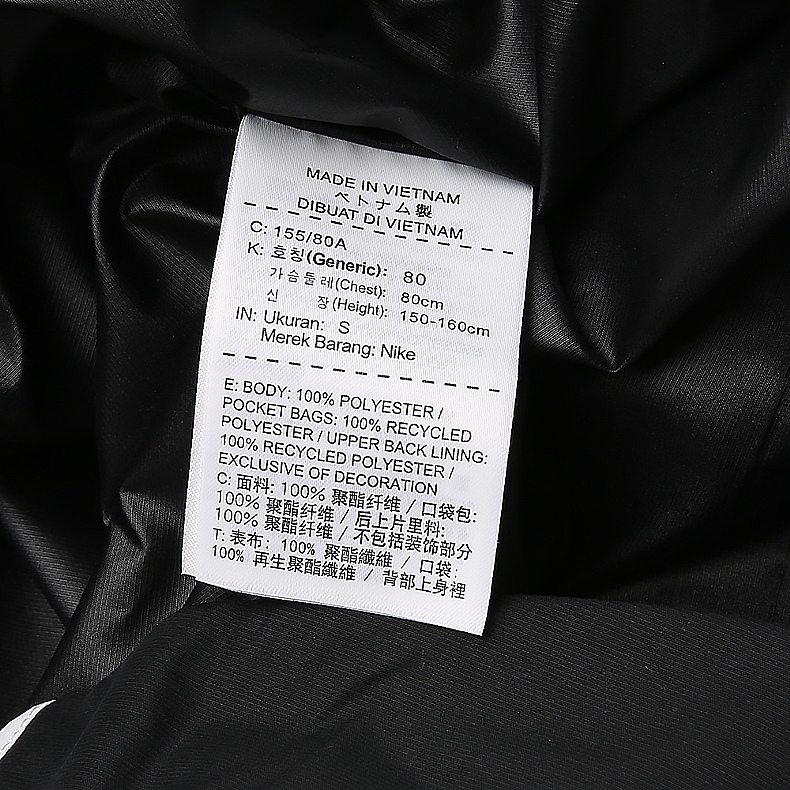 MADE IN VIETNAM
ベトナム製
DIBUAT DI VIETNAM
C: 155/80A
K: 호칭(Generic): 80
가슴둘레(Chest): 80cm
신 장(Height): 150-160cm
IN: Ukuran: S
Merek Barang: Nike
E: BODY: 100% POLYESTER /
POCKET BAGS: 100% RECYCLED
POLYESTER / UPPER BACK LINING:
100% RECYCLED POLYESTER /
EXCLUSIVE OF DECORATION
C: 面料: 100% 聚酯纤维 / 口袋包:
100% 聚酯纤维 / 后上片里料:
100% 聚酯纤维 / 不包括装饰部分
T: 表布: 100% 聚酯纖維 / 口袋:
100% 再生聚酯纖維 / 背部上身裡